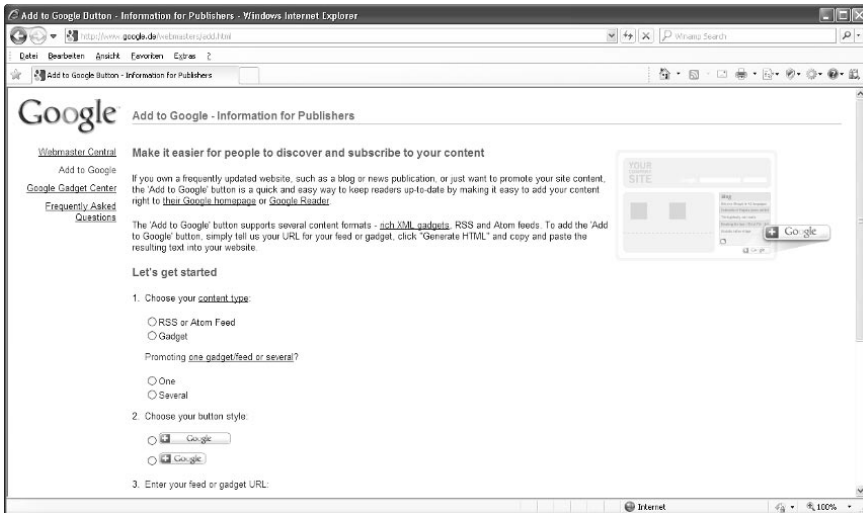 Add to Google Button - Information for Publishers - Windows Internet Explorer
http://www.google.de/webmasters/add.html
Winamp Search
Datei Bearbeiten Ansicht Favoriten Extras ?
Add to Google Button - Information for Publishers
Google
Add to Google - Information for Publishers
Webmaster Central
Add to Google
Google Gadget Center
Frequently Asked
Questions
Make it easier for people to discover and subscribe to your content
If you own a frequently updated website, such as a blog or news publication, or just want to promote your site content,
the 'Add to Google' button is a quick and easy way to keep readers up-to-date by making it easy to add your content
right to their Google homepage or Google Reader.
The 'Add to Google' button supports several content formats - rich XML gadgets, RSS and Atom feeds. To add the 'Add
to Google' button, simply tell us your URL for your feed or gadget, click "Generate HTML" and copy and paste the
resulting text into your website.
YOUR
SITE
blog
Google
Let's get started
1. Choose your content type:
RSS or Atom Feed
Gadget
Promoting one gadget/feed or several?
One
Several
2. Choose your button style:
Google
Google
3. Enter your feed or gadget URL:
Internet
100%